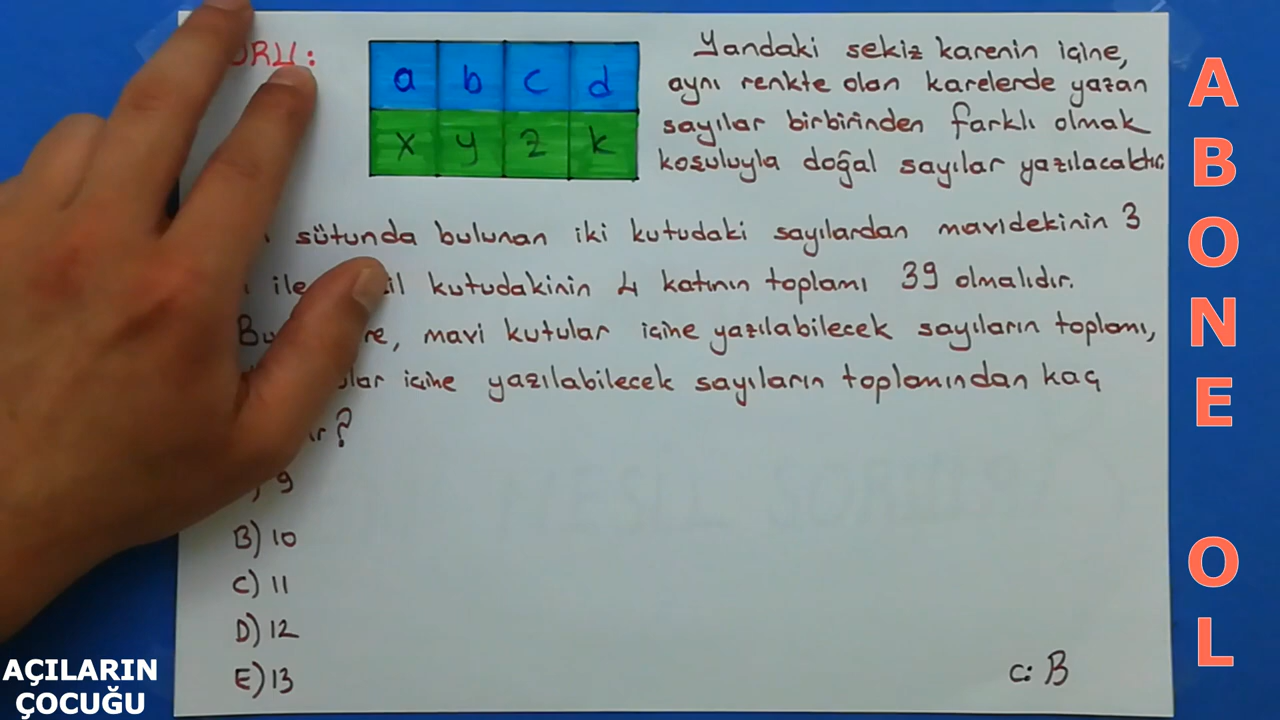 a b c d
x y z k
Yandaki sekiz karenin içine,
aynı renkte olan karelerde yazan
sayılar birbirinden farklı olmak
koşuluyla doğal sayılar yazılacaktır.
sütunda bulunan iki kutudaki sayılardan mavidekinin 3
ile kutudakinin 4 katının toplamı 39 olmalıdır.
mavi kutular içine yazılabilecek sayıların toplamı,
içine yazılabilecek sayıların toplamından kaç
?
9
B) 10
C) 11
D) 12
E) 13
C: B
ABONE OL
AÇILARIN
ÇOCUĞU